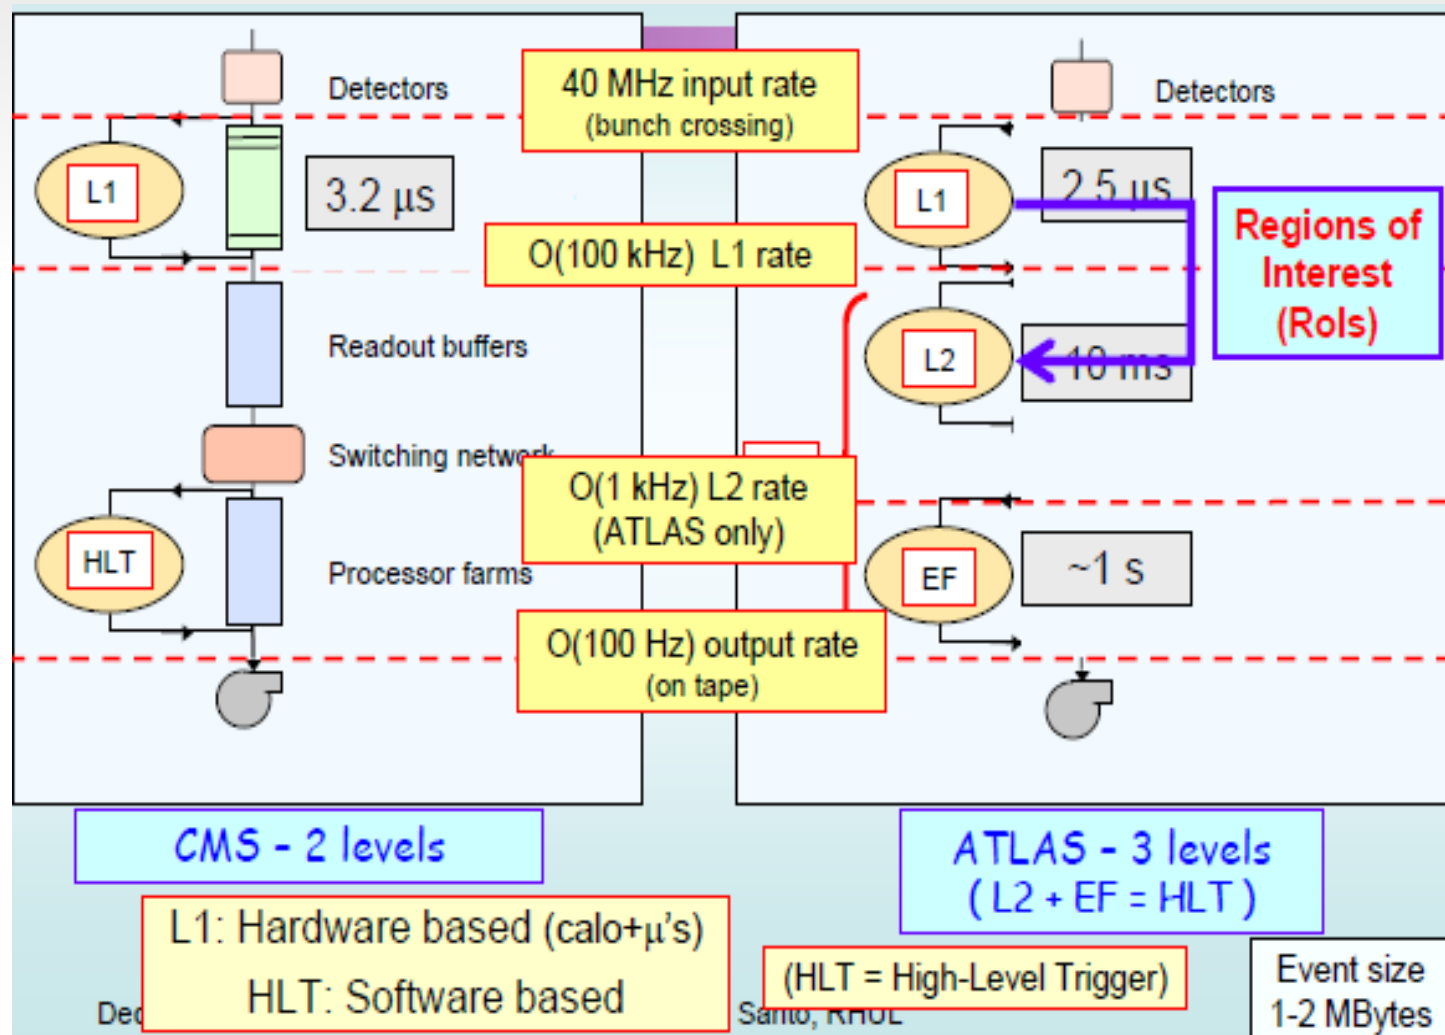 Detectors
40 MHz input rate
(bunch crossing)
Detectors
L1
3.2 μs
L1
2.5 μs
Regions of
Interest
(RoIs)
O(100 kHz) L1 rate
Readout buffers
L2
10 ms
Switching network
O(1 kHz) L2 rate
(ATLAS only)
HLT
Processor farms
EF
~1 s
O(100 Hz) output rate
(on tape)
CMS - 2 levels
ATLAS - 3 levels
( L2 + EF = HLT )
L1: Hardware based (calo+μ's)
HLT: Software based
(HLT = High-Level Trigger)
Event size
1-2 MBytes
Santo, RHUL